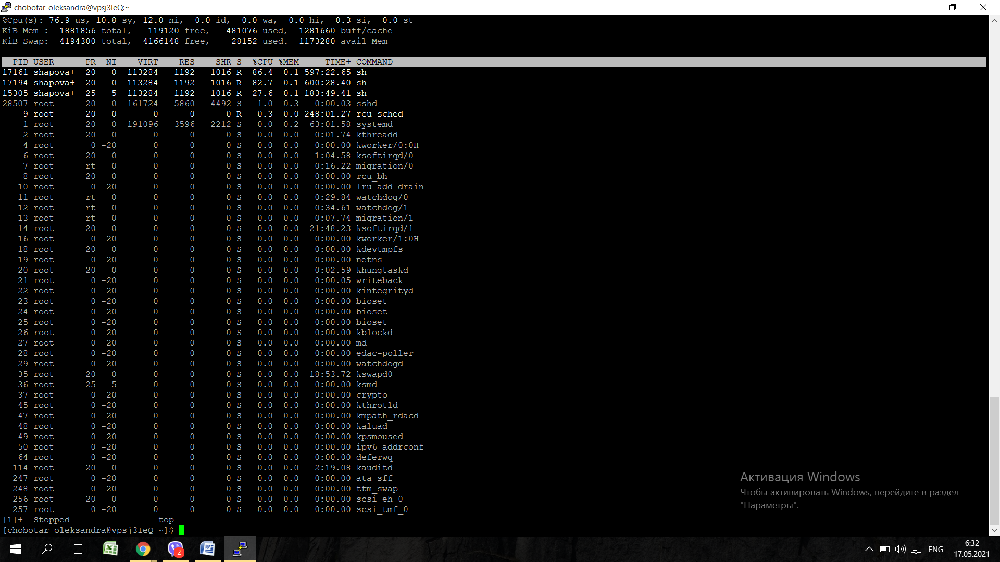 chobotar_oleksandra@vpsj3IeQ:~
%Cpu(s): 76.9 us, 10.8 sy, 12.0 ni,  0.0 id,  0.0 wa,  0.0 hi,  0.3 si,  0.0 st
KiB Mem :  1881856 total,   119120 free,   481076 used,  1281660 buff/cache
KiB Swap:  4194300 total,  4166148 free,    28152 used.  1173280 avail Mem
PID USER PR NI VIRT RES SHR S %CPU %MEM TIME+ COMMAND
17161 shapova+ 20 0 113284 1192 1016 R 86.4 0.1 597:22.65 sh
17194 shapova+ 20 0 113284 1192 1016 R 82.7 0.1 600:28.40 sh
15305 shapova+ 25 5 113284 1192 1016 R 27.6 0.1 183:49.41 sh
28507 root 20 0 161724 5860 4492 S 1.0 0.3 0:00.03 sshd
9 root 20 0 0 0 0 R 0.3 0.0 248:01.27 rcu_sched
1 root 20 0 191096 3596 2212 S 0.0 0.2 63:01.58 systemd
2 root 20 0 0 0 0 S 0.0 0.0 0:01.74 kthreadd
4 root 0 -20 0 0 0 S 0.0 0.0 0:00.00 kworker/0:0H
6 root 20 0 0 0 0 S 0.0 0.0 1:04.58 ksoftirqd/0
7 root rt 0 0 0 0 S 0.0 0.0 0:16.22 migration/0
8 root 20 0 0 0 0 S 0.0 0.0 0:00.00 rcu_bh
10 root 0 -20 0 0 0 S 0.0 0.0 0:00.00 lru-add-drain
11 root rt 0 0 0 0 S 0.0 0.0 0:29.84 watchdog/0
12 root rt 0 0 0 0 S 0.0 0.0 0:34.61 watchdog/1
13 root rt 0 0 0 0 S 0.0 0.0 0:07.74 migration/1
14 root 20 0 0 0 0 S 0.0 0.0 21:48.23 ksoftirqd/1
16 root 0 -20 0 0 0 S 0.0 0.0 0:00.00 kworker/1:0H
18 root 20 0 0 0 0 S 0.0 0.0 0:00.00 kdevtmpfs
19 root 0 -20 0 0 0 S 0.0 0.0 0:00.00 netns
20 root 20 0 0 0 0 S 0.0 0.0 0:02.59 khungtaskd
21 root 0 -20 0 0 0 S 0.0 0.0 0:00.05 writeback
22 root 0 -20 0 0 0 S 0.0 0.0 0:00.00 kintegrityd
23 root 0 -20 0 0 0 S 0.0 0.0 0:00.00 bioset
24 root 0 -20 0 0 0 S 0.0 0.0 0:00.00 bioset
25 root 0 -20 0 0 0 S 0.0 0.0 0:00.00 bioset
26 root 0 -20 0 0 0 S 0.0 0.0 0:00.00 kblockd
27 root 0 -20 0 0 0 S 0.0 0.0 0:00.00 md
28 root 0 -20 0 0 0 S 0.0 0.0 0:00.00 edac-poller
29 root 0 -20 0 0 0 S 0.0 0.0 0:00.00 watchdogd
35 root 20 0 0 0 0 S 0.0 0.0 18:53.72 kswapd0
36 root 25 5 0 0 0 S 0.0 0.0 0:00.00 ksmd
37 root 0 -20 0 0 0 S 0.0 0.0 0:00.00 crypto
45 root 0 -20 0 0 0 S 0.0 0.0 0:00.00 kthrotld
47 root 0 -20 0 0 0 S 0.0 0.0 0:00.00 kmpath_rdacd
48 root 0 -20 0 0 0 S 0.0 0.0 0:00.00 kaluad
49 root 0 -20 0 0 0 S 0.0 0.0 0:00.00 kpsmoused
50 root 0 -20 0 0 0 S 0.0 0.0 0:00.00 ipv6_addrconf
64 root 0 -20 0 0 0 S 0.0 0.0 0:00.00 deferwq
114 root 20 0 0 0 0 S 0.0 0.0 2:19.08 kauditd
247 root 0 -20 0 0 0 S 0.0 0.0 0:00.00 ata_sff
248 root 0 -20 0 0 0 S 0.0 0.0 0:00.00 ttm_swap
256 root 20 0 0 0 0 S 0.0 0.0 0:00.00 scsi_eh_0
257 root 0 -20 0 0 0 S 0.0 0.0 0:00.00 scsi_tmf_0
[1]+  Stopped                 top
[chobotar_oleksandra@vpsj3IeQ ~]$
Активация Windows
Чтобы активировать Windows, перейдите в раздел
"Параметры".
2
ENG
6:32
17.05.2021